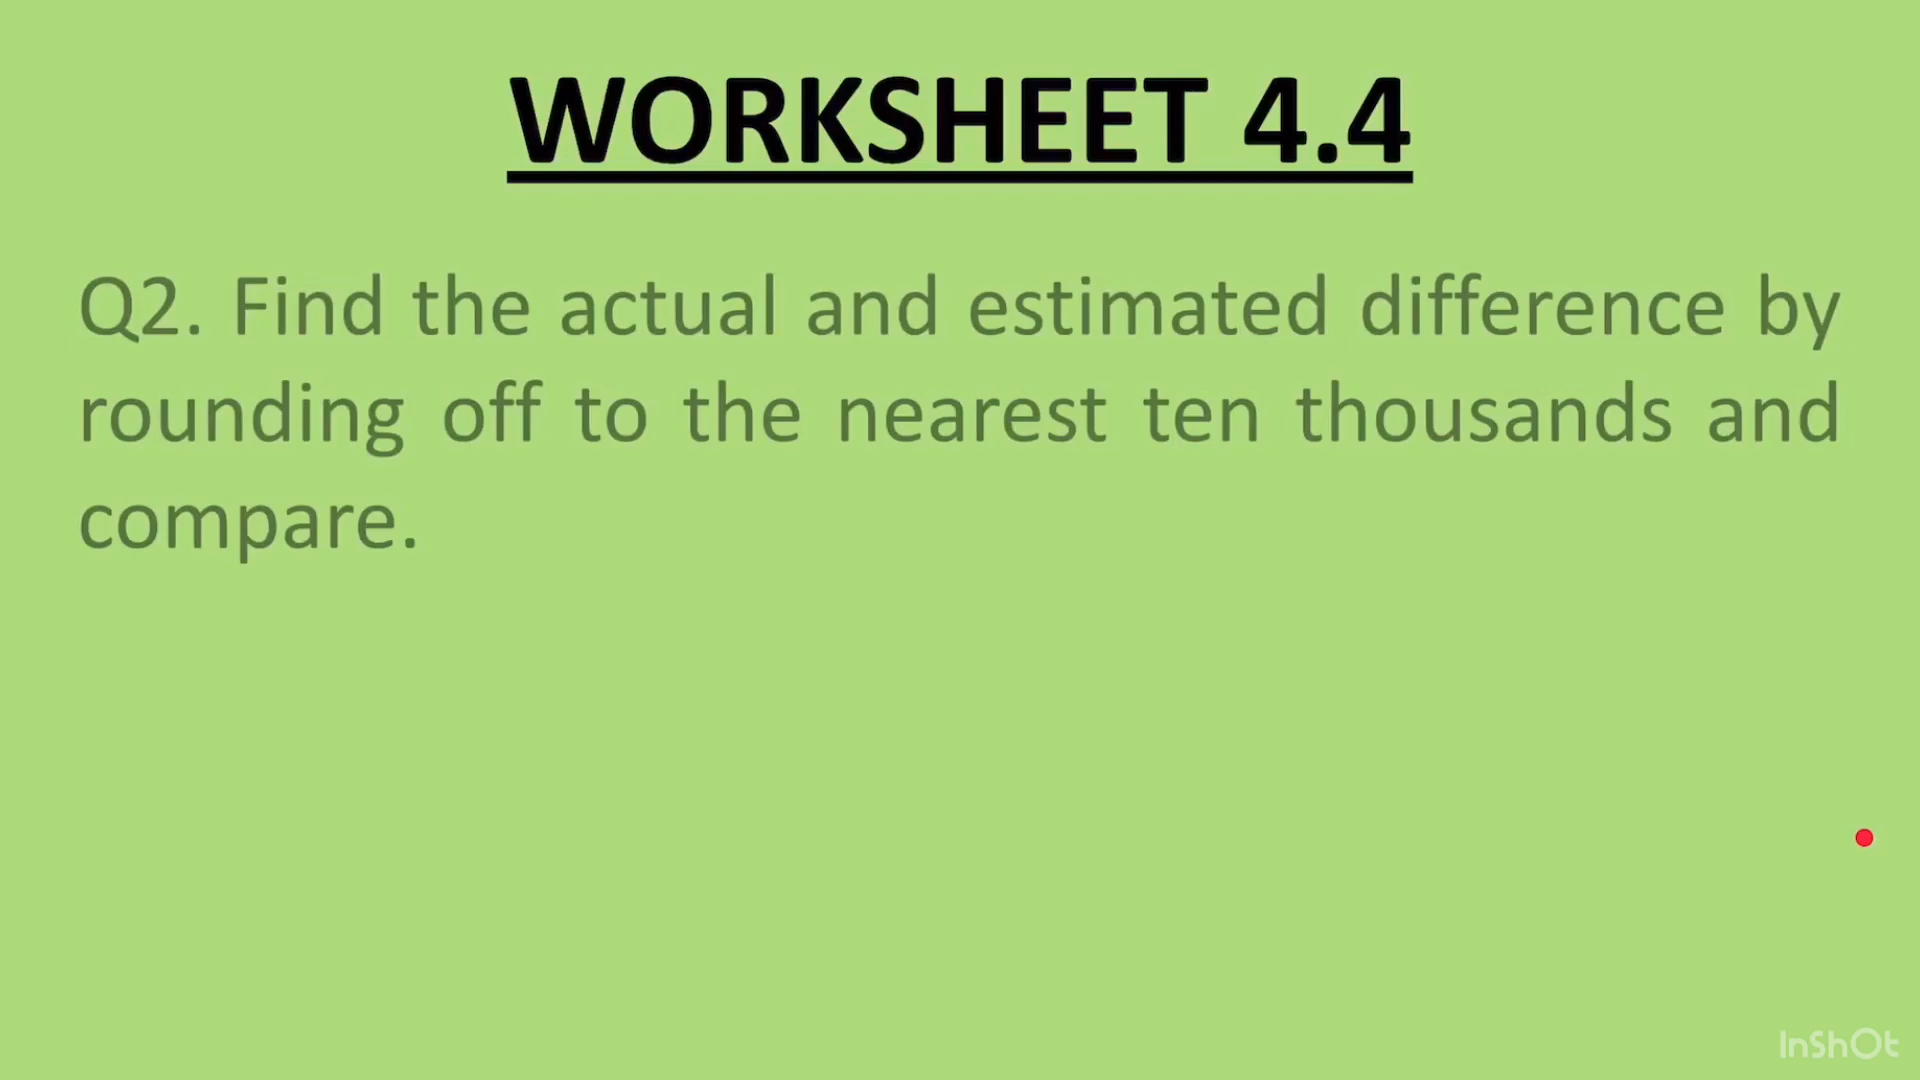 WORKSHEET 4.4
Q2. Find the actual and estimated difference by
rounding off to the nearest ten thousands and
compare.
InShOt